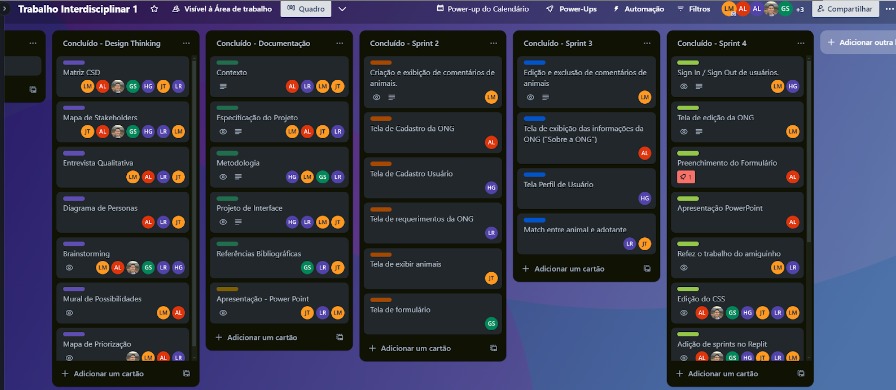 Trabalho Interdisciplinar 1
Visível à Área de trabalho
Quadro
Power-up do Calendário
Power-Ups
Automação
Filtros
LM
AL
AL
GS
+3
Compartilhar
Concluído - Design Thinking
Matriz CSD
LM AL GS HG JT LR
Mapa de Stakeholders
JT AL GS HG LR LM
Entrevista Qualitativa
LM AL LR JT
Diagrama de Personas
AL LR JT
Brainstorming
LM AL GS LR HG
Mural de Possibilidades
LM AL
Mapa de Priorização
LM AL LR
Adicionar um cartão
Concluído - Documentação
Contexto
AL LR LM JT
Especificação do Projeto
LM AL JT LR
Metodologia
HG LM GS LR
Projeto de Interface
HG LR LM JT
Referências Bibliográficas
GS LR JT
Apresentação - Power Point
JT LR LM
Adicionar um cartão
Concluído - Sprint 2
Criação e exibição de comentários de
animais.
LM
Tela de Cadastro da ONG
AL
Tela de Cadastro Usuário
HG
Tela de requerimentos da ONG
LR
Tela de exibir animais
JT
Tela de formulário
GS
Adicionar um cartão
Concluído - Sprint 3
Edição e exclusão de comentários de
animais
LM
Tela de exibição das informações da
ONG ("Sobre a ONG")
AL
Tela Perfil de Usuário
HG
Match entre animal e adotante
LR JT
Adicionar um cartão
Concluído - Sprint 4
Sign In / Sign Out de usuários.
LM HG
Tela de edição da ONG
LM
Preenchimento do Formulário
1
AL
Apresentação PowerPoint
AL
Refez o trabalho do amiguinho
LM LR
Edição do CSS
AL GS HG JT LR LM
Adição de sprints no Replit
AL GS HG JT LR LM
Adicionar um cartão
Adicionar outra l